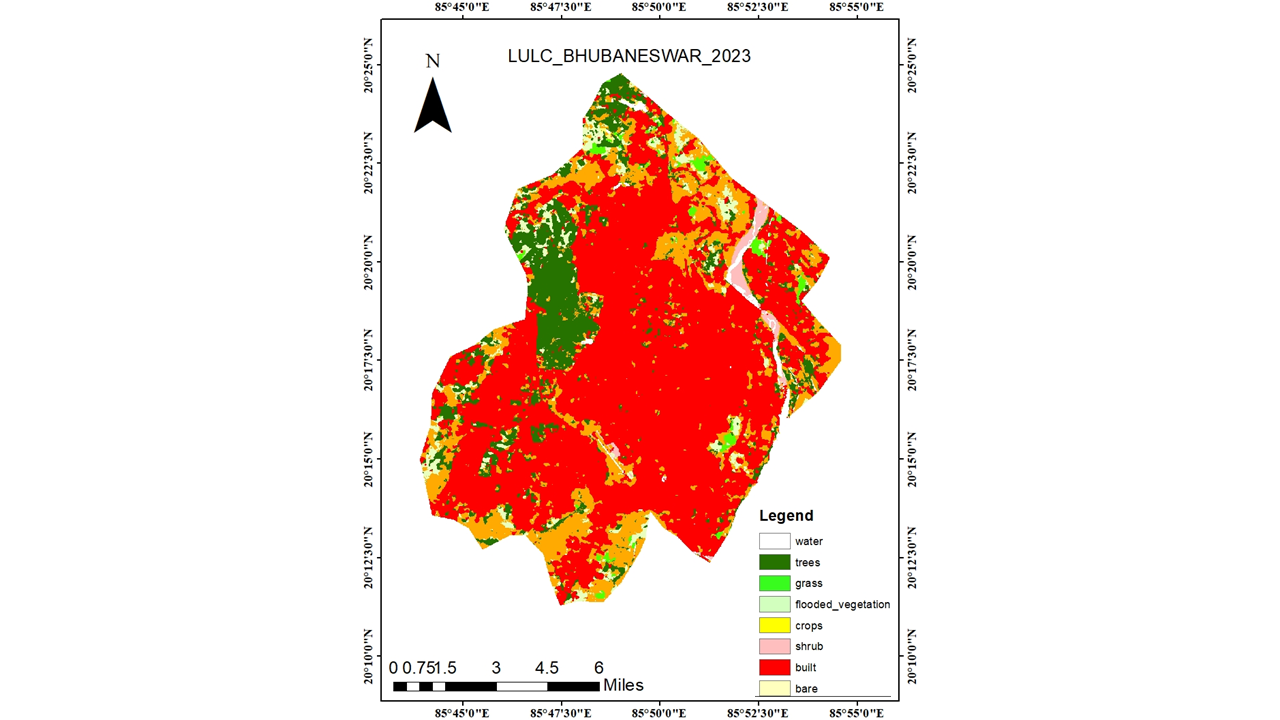 85°45'0"E 85°47'30"E 85°50'0"E 85°52'30"E 85°55'0"E
LULC_BHUBANESWAR_2023
N
20°25'0"N 20°25'0"N
20°22'30"N 20°22'30"N
20°20'0"N 20°20'0"N
20°17'30"N 20°17'30"N
20°15'0"N 20°15'0"N
20°12'30"N 20°12'30"N
20°10'0"N 20°10'0"N
Legend
water
trees
grass
flooded_vegetation
crops
shrub
built
bare
0 0.751.5 3 4.5 6
Miles
85°45'0"E 85°47'30"E 85°50'0"E 85°52'30"E 85°55'0"E